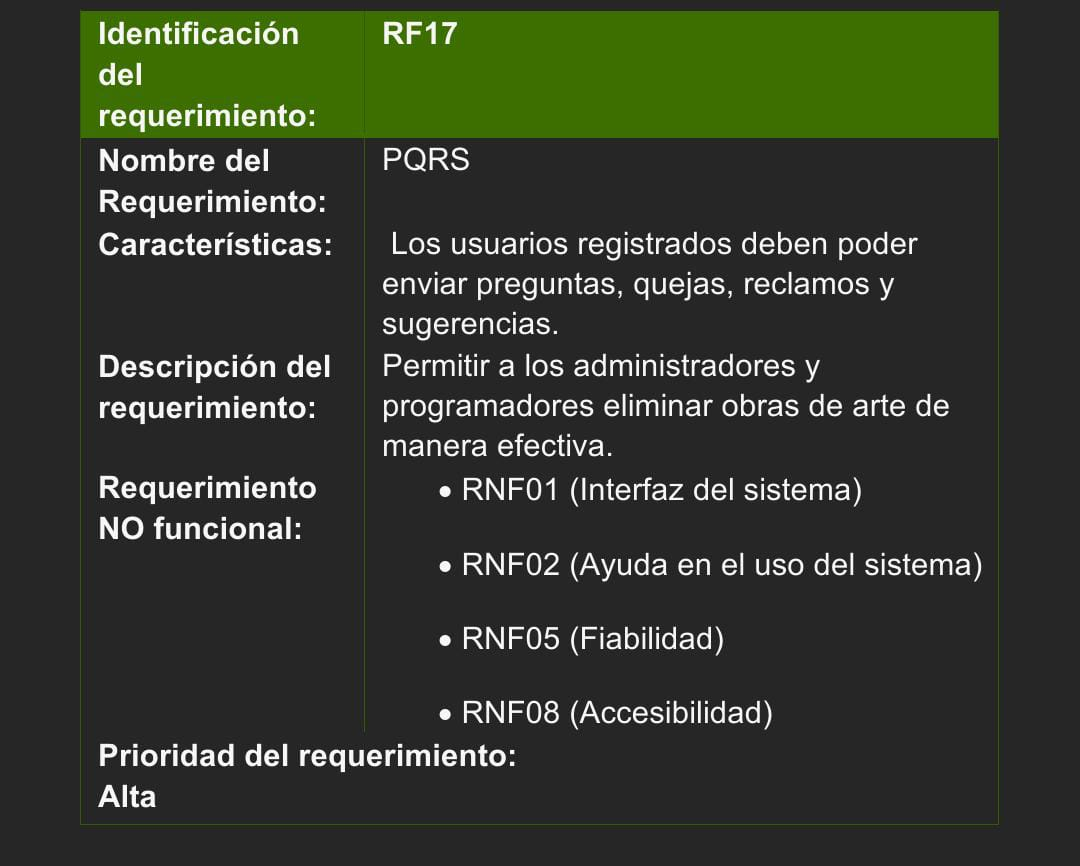 Identificación
del
requerimiento:
RF17
Nombre del
Requerimiento:
PQRS
Características:
Los usuarios registrados deben poder
enviar preguntas, quejas, reclamos y
sugerencias.
Descripción del
requerimiento:
Permitir a los administradores y
programadores eliminar obras de arte de
manera efectiva.
Requerimiento
NO funcional:
• RNF01 (Interfaz del sistema)
• RNF02 (Ayuda en el uso del sistema)
• RNF05 (Fiabilidad)
• RNF08 (Accesibilidad)
Prioridad del requerimiento:
Alta